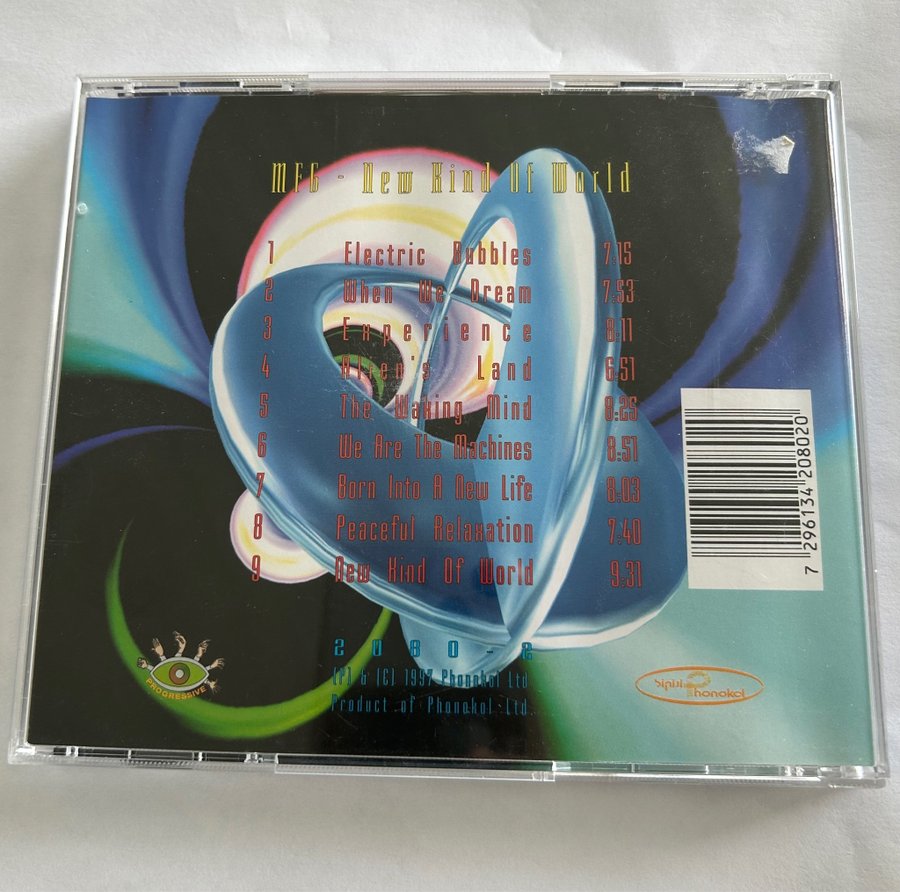 MFG - New Kind Of World
1 Electric Bubbles 7:15
2 When We Dream 7:53
3 Experience 8:11
4 Alien's Land 6:51
5 The Waking Mind 8:25
6 We Are The Machines 8:51
7 Born Into A New Life 8:03
8 Peaceful Relaxation 7:40
9 New Kind Of World 9:31
7 296134 208020
2080-2
(P) & (C) 1997 Phonokol Ltd
Product of Phonokol Ltd.
PROGRESSIVE
Phonokol